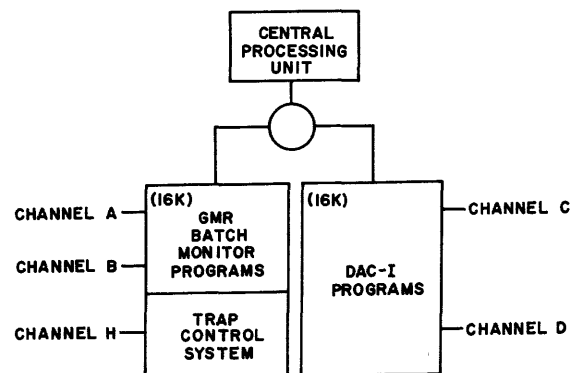 CENTRAL
PROCESSING
UNIT
(16K)
GMR
BATCH
MONITOR
PROGRAMS
TRAP
CONTROL
SYSTEM
CHANNEL A
CHANNEL B
CHANNEL H
(16K)
DAC-I
PROGRAMS
CHANNEL C
CHANNEL D